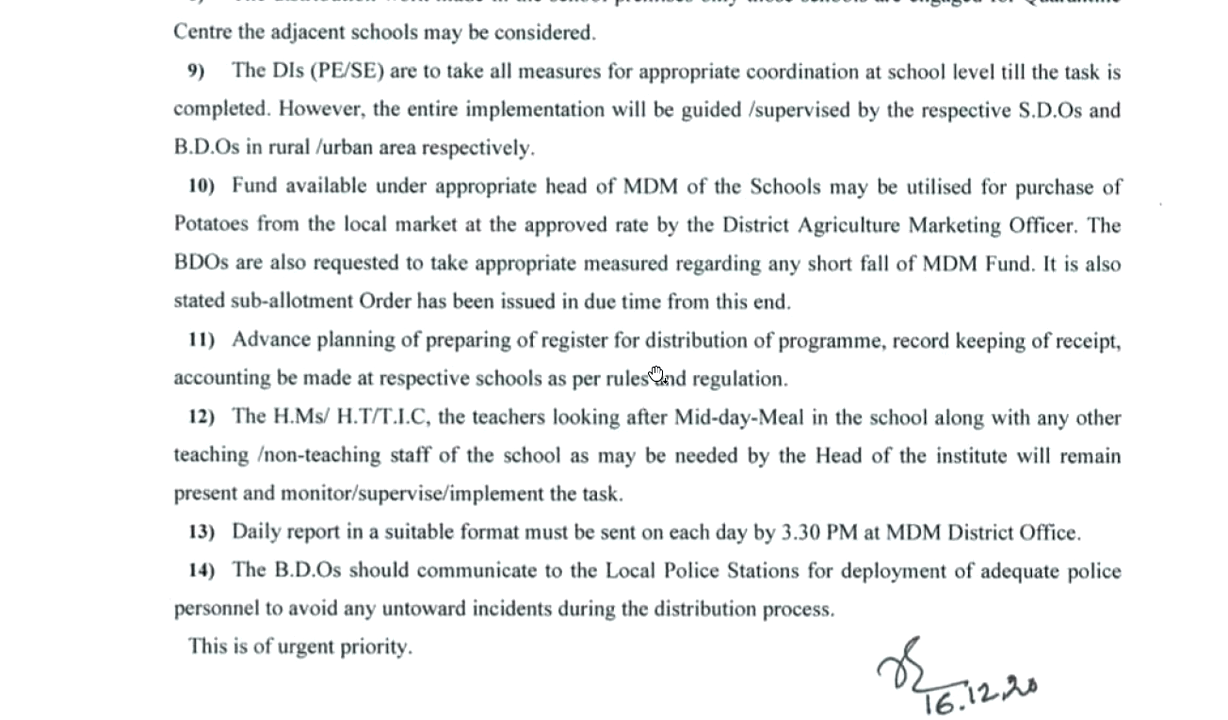 Centre the adjacent schools may be considered.
9) The DIs (PE/SE) are to take all measures for appropriate coordination at school level till the task is
completed. However, the entire implementation will be guided /supervised by the respective S.D.Os and
B.D.Os in rural /urban area respectively.
10) Fund available under appropriate head of MDM of the Schools may be utilised for purchase of
Potatoes from the local market at the approved rate by the District Agriculture Marketing Officer. The
BDOs are also requested to take appropriate measured regarding any short fall of MDM Fund. It is also
stated sub-allotment Order has been issued in due time from this end.
11) Advance planning of preparing of register for distribution of programme, record keeping of receipt,
accounting be made at respective schools as per rules and regulation.
12) The H.Ms/ H.T/T.I.C, the teachers looking after Mid-day-Meal in the school along with any other
teaching /non-teaching staff of the school as may be needed by the Head of the institute will remain
present and monitor/supervise/implement the task.
13) Daily report in a suitable format must be sent on each day by 3.30 PM at MDM District Office.
14) The B.D.Os should communicate to the Local Police Stations for deployment of adequate police
personnel to avoid any untoward incidents during the distribution process.
This is of urgent priority.
16.12.20